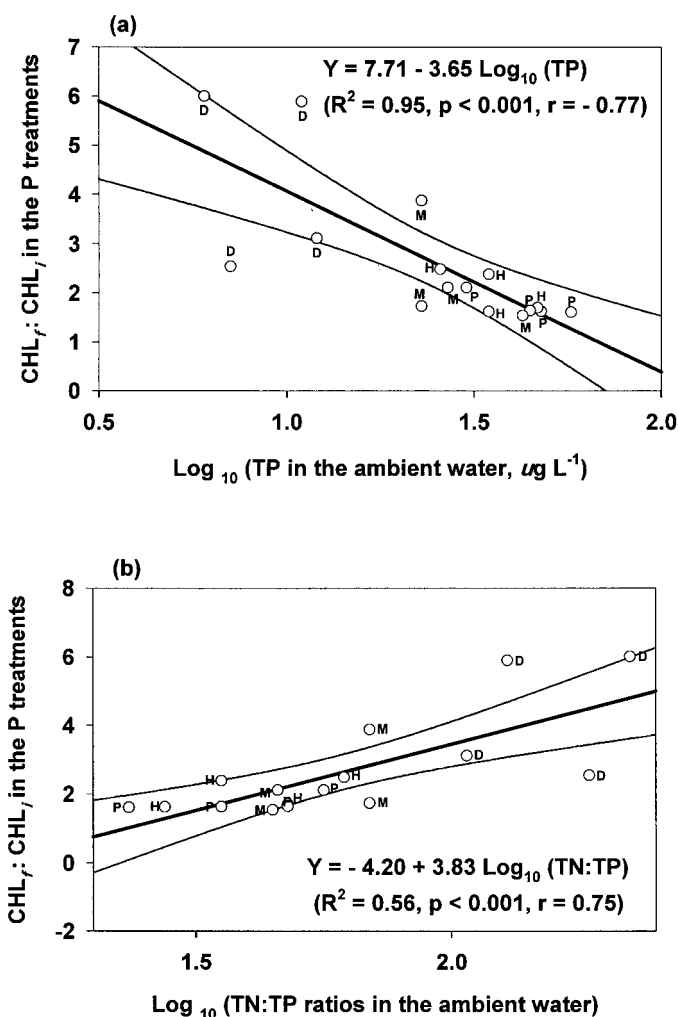 (a)
Y = 7.71 - 3.65 Log10 (TP)
(R2 = 0.95, p < 0.001, r = - 0.77)
CHLf: CHLi in the P treatments
7
6
5
4
3
2
1
0
D
D
D
D
M
H
H
M
M
P
H
P
H
P
M
P
0.5 1.0 1.5 2.0
Log 10 (TP in the ambient water, ug L-1)
(b)
CHLf: CHLi in the P treatments
8
6
4
2
0
-2
D
D
M
D
D
H
H
M
P
M
P
H
P
M
P
H
Y = - 4.20 + 3.83 Log10 (TN:TP)
(R2 = 0.56, p < 0.001, r = 0.75)
1.5 2.0
Log 10 (TN:TP ratios in the ambient water)